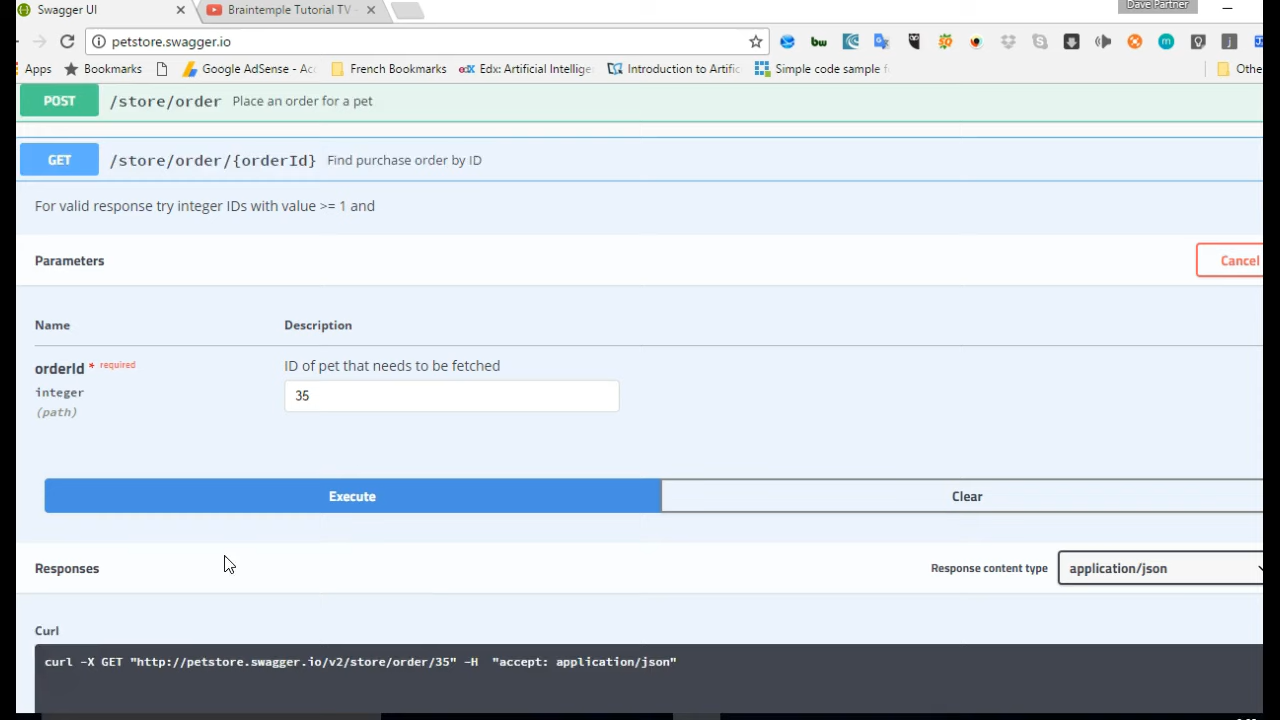 Swagger UI
Braintemple Tutorial TV
Dave Partner
petstore.swagger.io
bw
m
j
Apps Bookmarks Google AdSense - Acc French Bookmarks edX Edx: Artificial Intellige Introduction to Artific Simple code sample f Othe
POST /store/order Place an order for a pet
GET /store/order/{orderId} Find purchase order by ID
For valid response try integer IDs with value >= 1 and
Parameters
Cancel
Name Description
orderId * required
ID of pet that needs to be fetched
integer
35
(path)
Execute Clear
Responses
Response content type application/json
Curl
curl -X GET "http://petstore.swagger.io/v2/store/order/35" -H "accept: application/json"